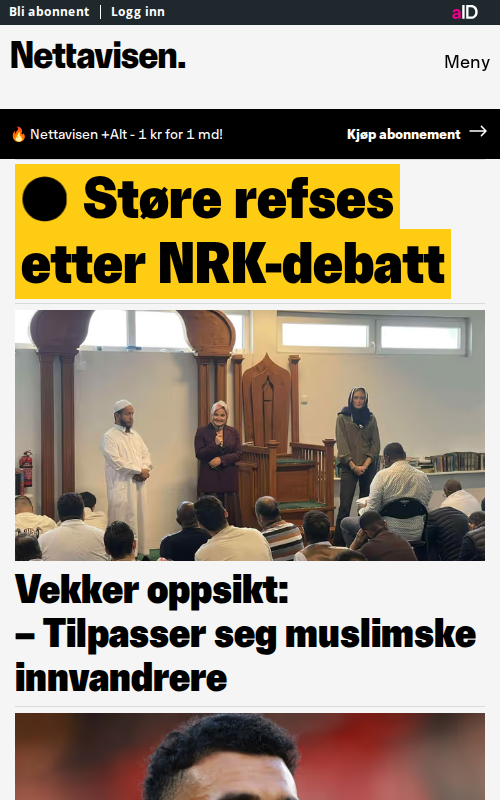 Bli abonnent | Logg inn
aID
Nettavisen.
Meny
🔥 Nettavisen +Alt - 1 kr for 1 md!
Kjøp abonnement →
Støre refses
etter NRK-debatt
Vekker oppsikt:
– Tilpasser seg muslimske
innvandrere